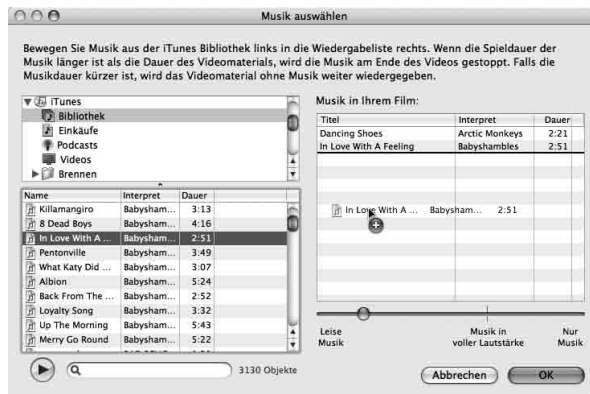 Musik auswählen
Bewegen Sie Musik aus der iTunes Bibliothek links in die Wiedergabeliste rechts. Wenn die Spieldauer der
Musik länger ist als die Dauer des Videomaterials, wird die Musik am Ende des Videos gestoppt. Falls die
Musikdauer kürzer ist, wird das Videomaterial ohne Musik weiter wiedergegeben.
iTunes
Bibliothek
Einkäufe
Podcasts
Videos
Brennen
Name Interpret Dauer
Killamangiro Babysham... 3:13
8 Dead Boys Babysham... 4:16
In Love With A ... Babysham... 2:51
Pentonville Babysham... 3:49
What Katy Did ... Babysham... 3:07
Albion Babysham... 5:24
Back From The ... Babysham... 2:52
Loyalty Song Babysham... 3:32
Up The Morning Babysham... 5:43
Merry Go Round Babysham... 5:22
3130 Objekte
Musik in Ihrem Film:
Titel Interpret Dauer
Dancing Shoes Arctic Monkeys 2:21
In Love With A Feeling Babyshambles 2:51
In Love With A ... Babysham... 2:51
Leise Musik in Nur
Musik voller Lautstärke Musik
Abbrechen OK